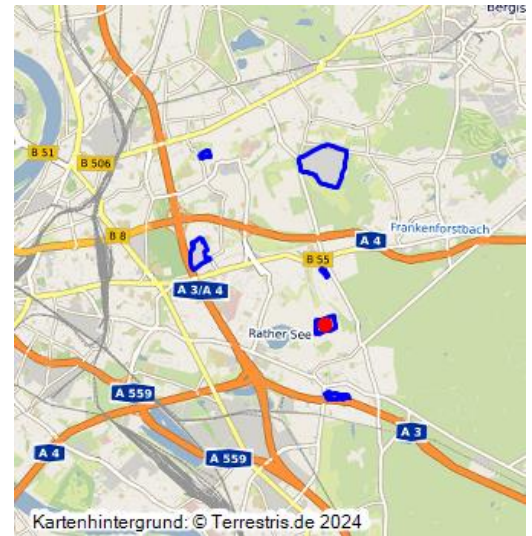 Bergis
B 51
B 506
B 8
Frankenforstbach
A 4
B 55
A 3/A 4
Rather See
A 559
A 3
A 4
A 559
Kartenhintergrund: © Terrestris.de 2024